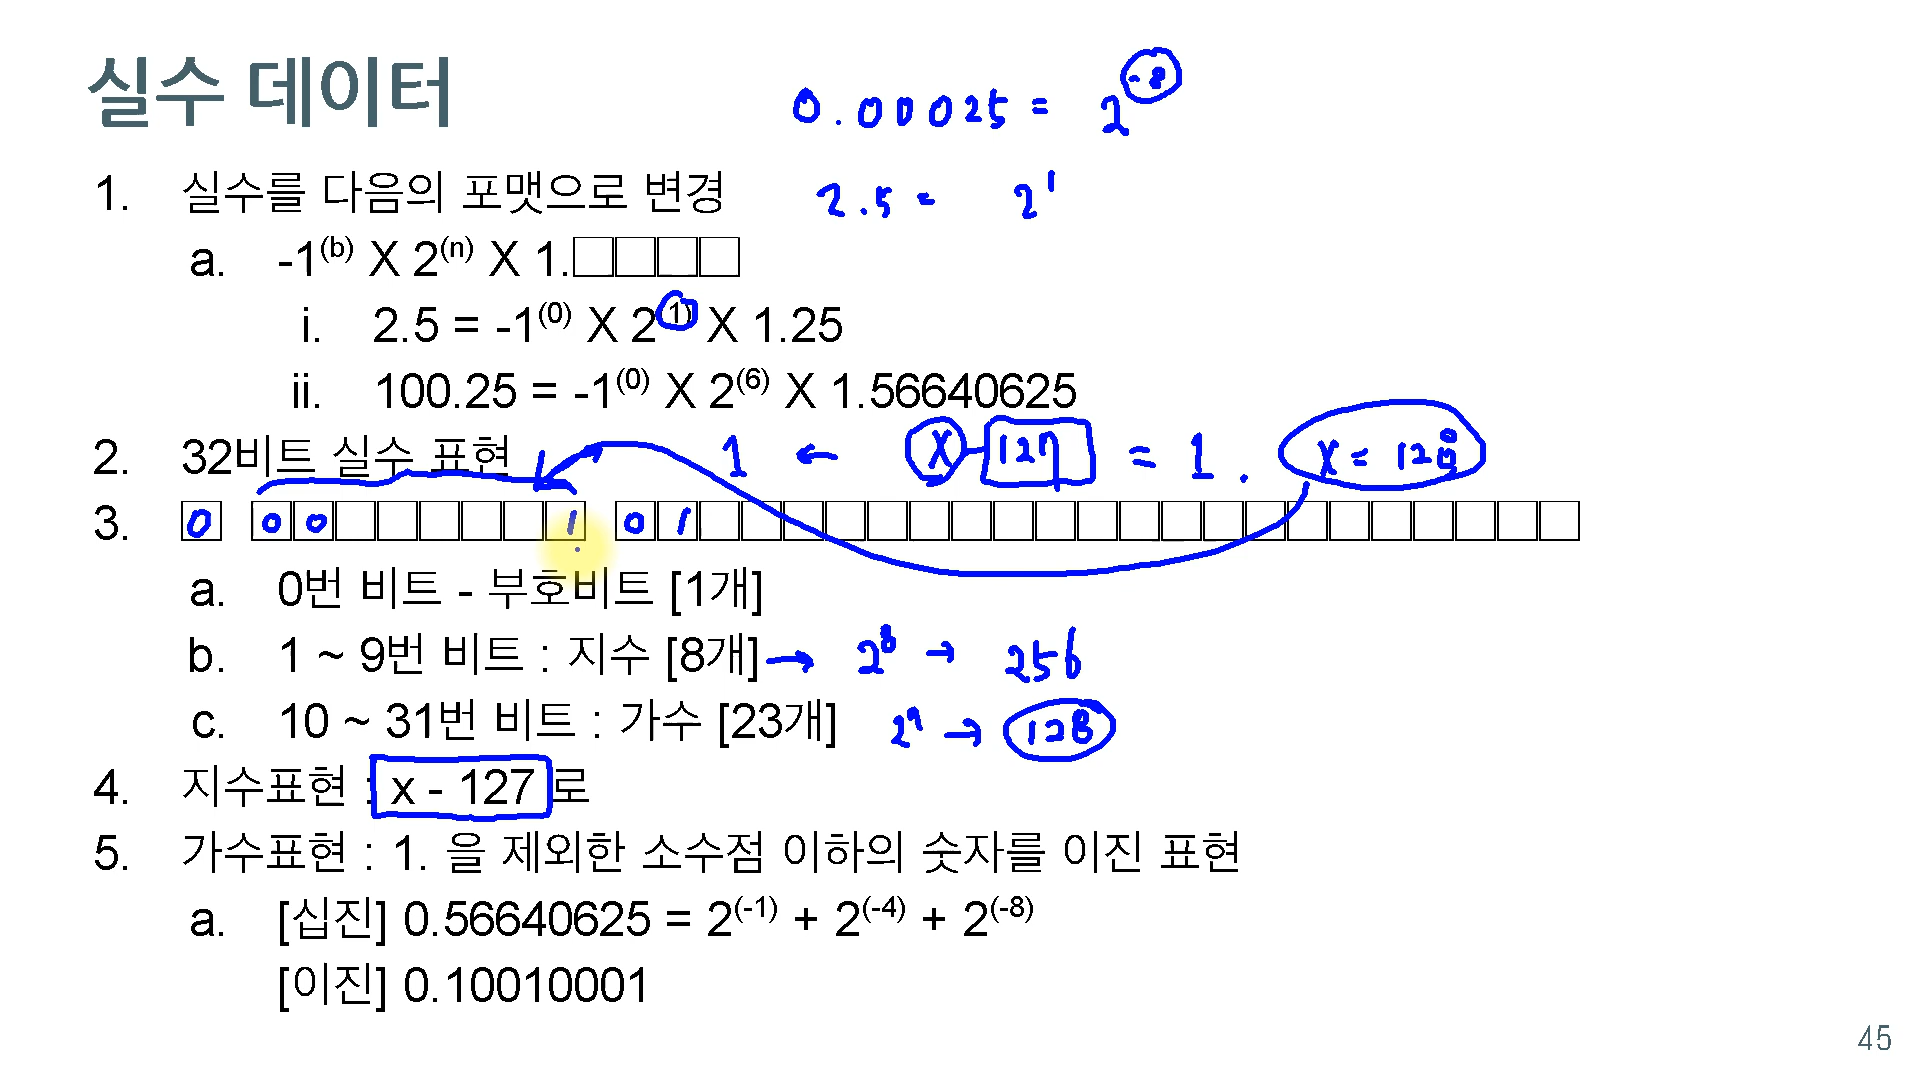 실수 데이터
0.00025 = 2^-8
1. 실수를 다음의 포맷으로 변경
2.5 = 2^1
a. -1(b) X 2(n) X 1.□□□□
i. 2.5 = -1(0) X 2(1) X 1.25
ii. 100.25 = -1(0) X 2(6) X 1.56640625
2. 32비트 실수 표현
1 ← X - 127 = 1. X = 128
3. 0 00 1 01
a. 0번 비트 - 부호비트 [1개]
b. 1 ~ 9번 비트 : 지수 [8개] → 2^8 → 256
c. 10 ~ 31번 비트 : 가수 [23개] → 128
4. 지수표현 : x - 127 로
5. 가수표현 : 1. 을 제외한 소수점 이하의 숫자를 이진 표현
a. [십진] 0.56640625 = 2(-1) + 2(-4) + 2(-8)
[이진] 0.10010001
45